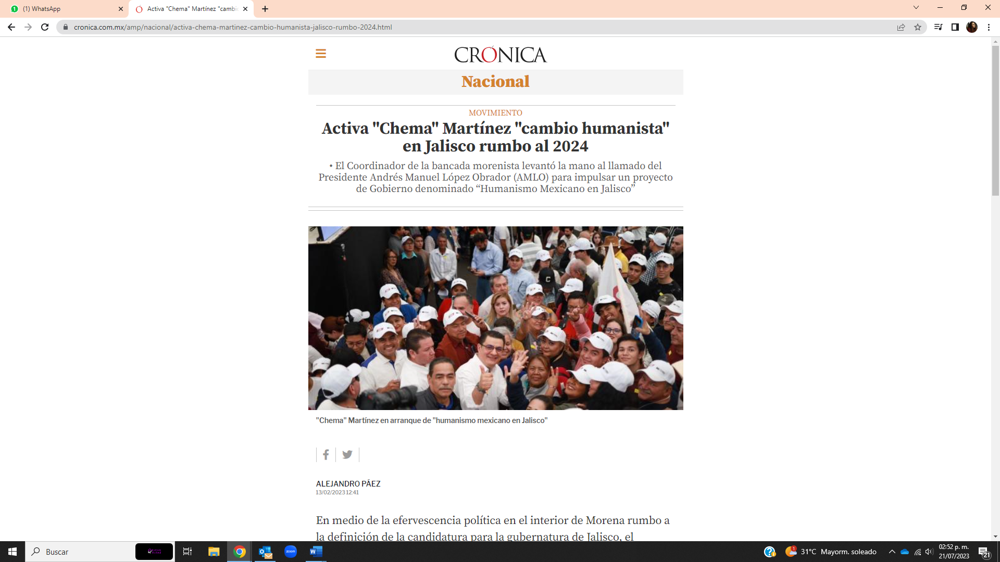 (1) WhatsApp
Activa "Chema" Martínez "cambio
cronica.com.mx/amp/nacional/activa-chema-martinez-cambio-humanista-jalisco-rumbo-2024.html
CRÓNICA
Nacional
MOVIMIENTO
Activa "Chema" Martínez "cambio humanista"
en Jalisco rumbo al 2024
• El Coordinador de la bancada morenista levantó la mano al llamado del
Presidente Andrés Manuel López Obrador (AMLO) para impulsar un proyecto
de Gobierno denominado “Humanismo Mexicano en Jalisco”
C
"Chema" Martínez en arranque de "humanismo mexicano en Jalisco"
ALEJANDRO PÁEZ
13/02/2023 12:41
En medio de la efervescencia política en el interior de Morena rumbo a
la definición de la candidatura para la gubernatura de Jalisco, el
Buscar
zoom
1
31°C Mayorm. soleado
02:52 p. m.
21/07/2023
21